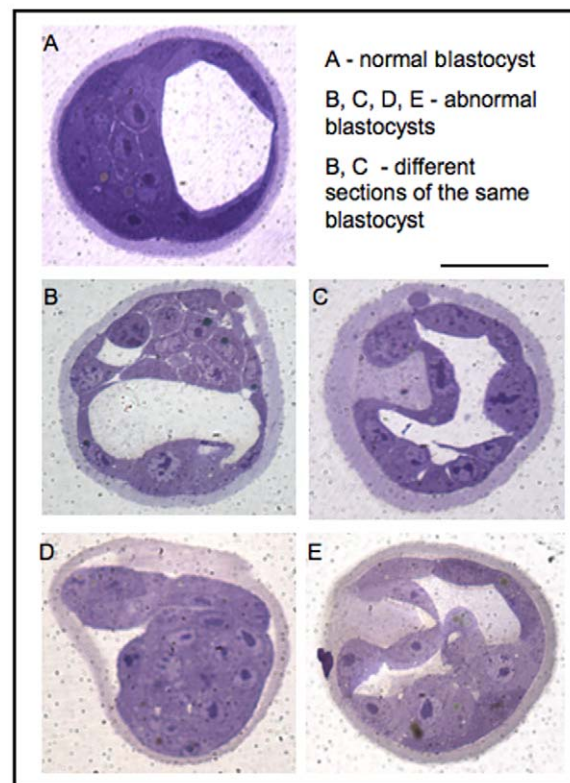 A
A - normal blastocyst
B, C, D, E - abnormal
blastocysts
B, C  - different
sections of the same
blastocyst
B
C
D
E